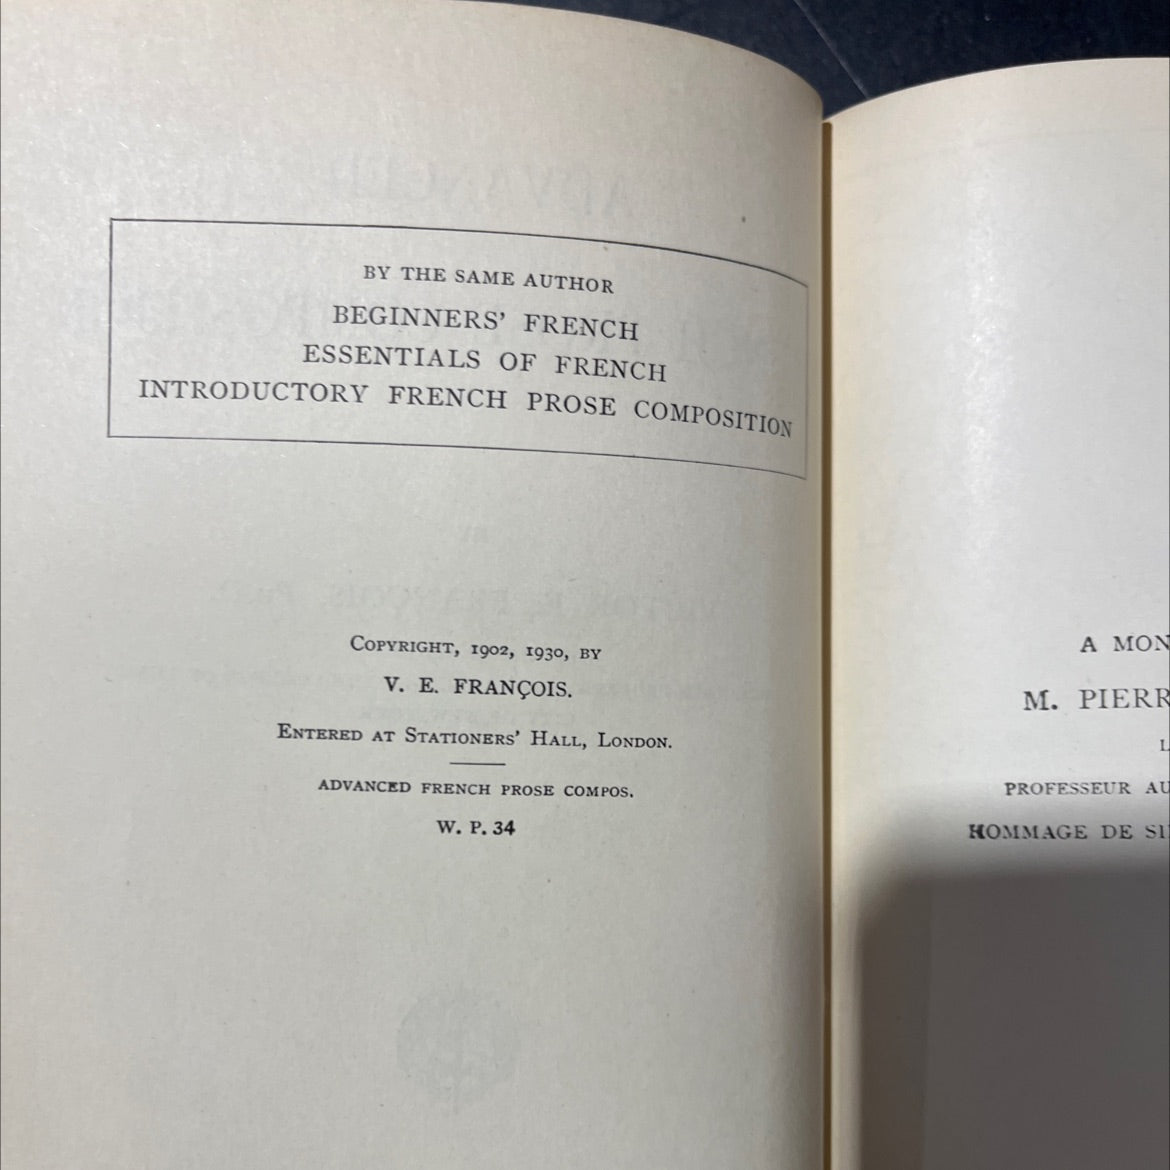 BY THE SAME AUTHOR
BEGINNERS' FRENCH
ESSENTIALS OF FRENCH
INTRODUCTORY FRENCH PROSE COMPOSITION
COPYRIGHT, 1902, 1930, BY
V. E. FRANÇOIS.
ENTERED AT STATIONERS' HALL, LONDON.
ADVANCED FRENCH PROSE COMPOS.
W. P. 34
A MON
M. PIERR
PROFESSEUR AU
HOMMAGE DE